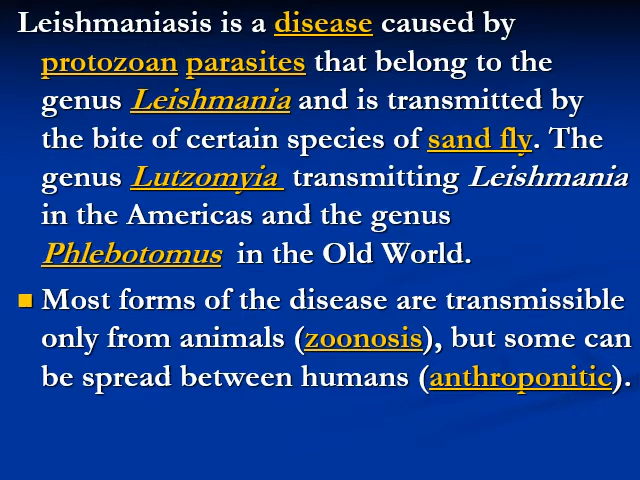 Leishmaniasis is a disease caused by
protozoan parasites that belong to the
genus Leishmania and is transmitted by
the bite of certain species of sand fly. The
genus Lutzomyia transmitting Leishmania
in the Americas and the genus
Phlebotomus in the Old World.
Most forms of the disease are transmissible
only from animals (zoonosis), but some can
be spread between humans (anthroponitic).